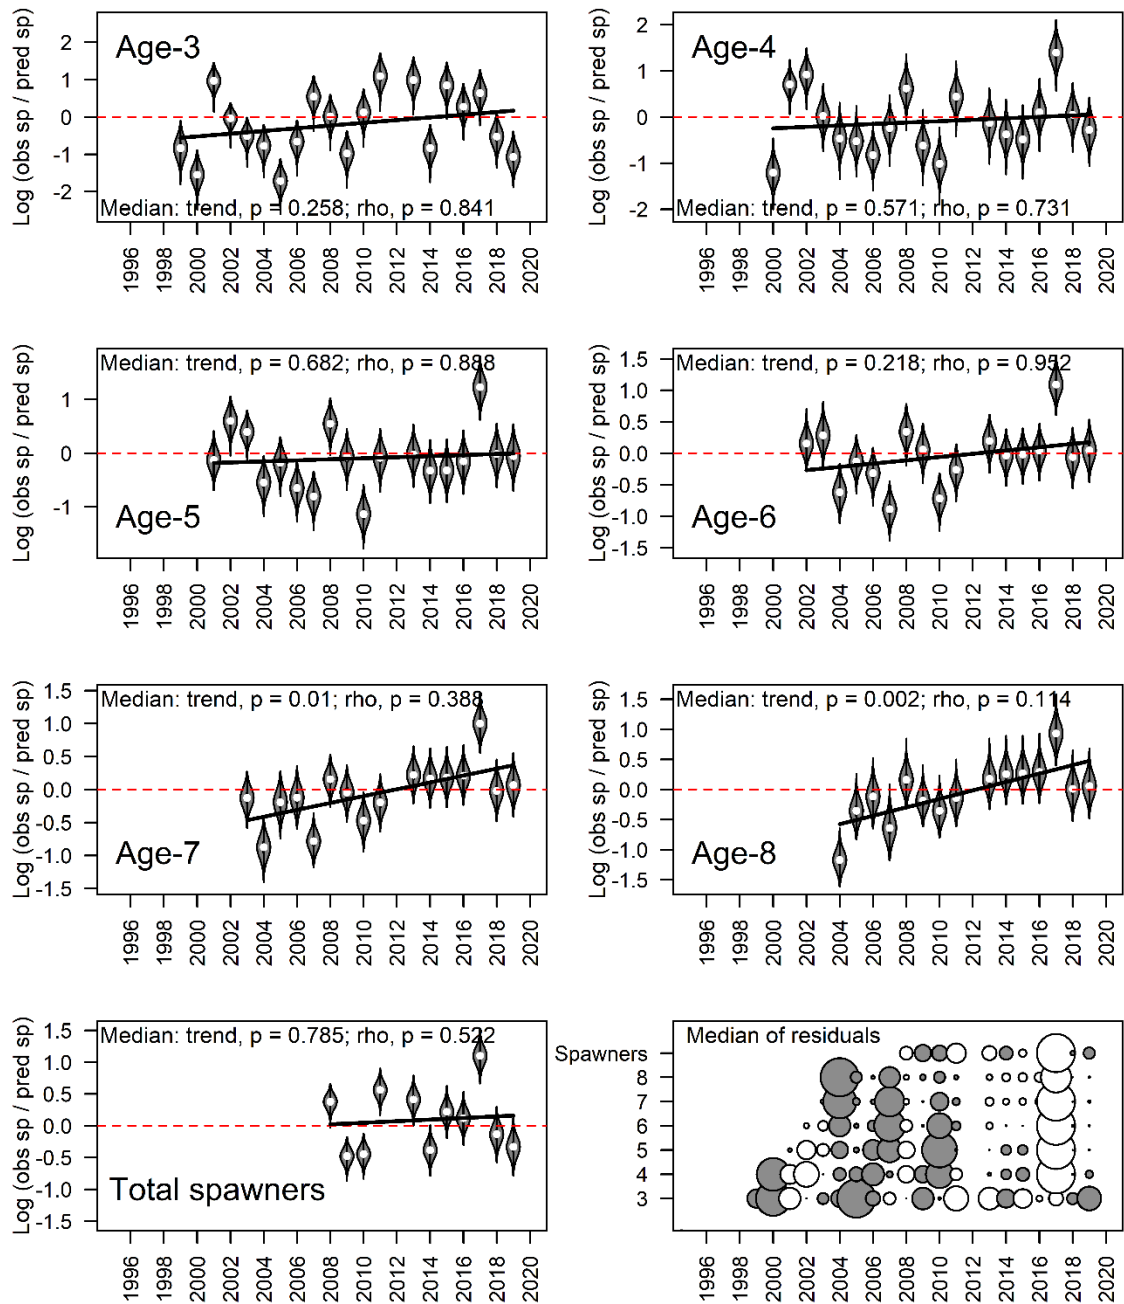 Log (obs sp / pred sp)
2
1
0
-1
-2
Age-3
Median: trend, p = 0.258; rho, p = 0.841
1996 1998 2000 2002 2004 2006 2008 2010 2012 2014 2016 2018 2020
Log (obs sp / pred sp)
2
1
0
-1
-2
Age-4
Median: trend, p = 0.571; rho, p = 0.731
1996 1998 2000 2002 2004 2006 2008 2010 2012 2014 2016 2018 2020
Log (obs sp / pred sp)
1
0
-1
Median: trend, p = 0.682; rho, p = 0.888
Age-5
1996 1998 2000 2002 2004 2006 2008 2010 2012 2014 2016 2018 2020
Log (obs sp / pred sp)
1.5
1.0
0.5
0.0
-0.5
-1.0
-1.5
Median: trend, p = 0.218; rho, p = 0.952
Age-6
1996 1998 2000 2002 2004 2006 2008 2010 2012 2014 2016 2018 2020
Log (obs sp / pred sp)
1.5
1.0
0.5
0.0
-0.5
-1.0
-1.5
Median: trend, p = 0.01; rho, p = 0.388
Age-7
1996 1998 2000 2002 2004 2006 2008 2010 2012 2014 2016 2018 2020
Log (obs sp / pred sp)
1.5
1.0
0.5
0.0
-0.5
-1.0
-1.5
Median: trend, p = 0.002; rho, p = 0.114
Age-8
1996 1998 2000 2002 2004 2006 2008 2010 2012 2014 2016 2018 2020
Log (obs sp / pred sp)
1.5
1.0
0.5
0.0
-0.5
-1.0
-1.5
Median: trend, p = 0.785; rho, p = 0.522
Total spawners
1996 1998 2000 2002 2004 2006 2008 2010 2012 2014 2016 2018 2020
Median of residuals
Spawners
8
7
6
5
4
3
1996 1998 2000 2002 2004 2006 2008 2010 2012 2014 2016 2018 2020